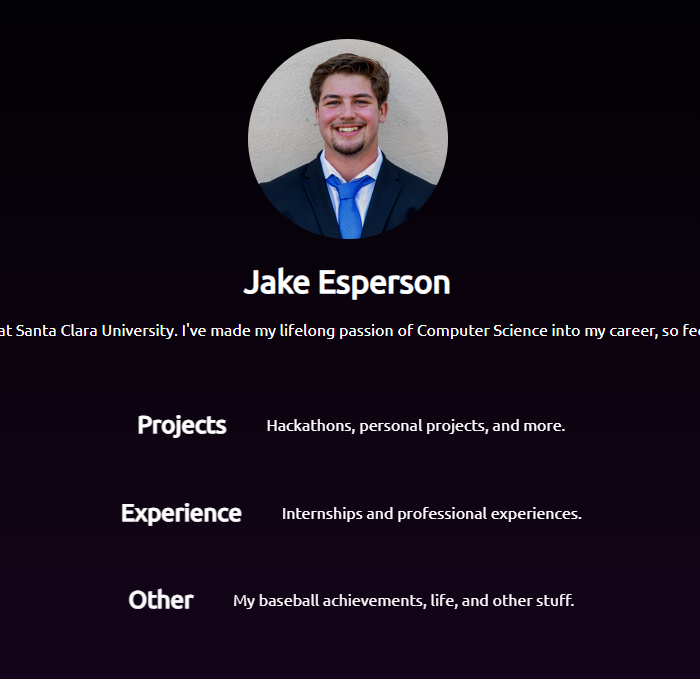 Jake Esperson
at Santa Clara University. I've made my lifelong passion of Computer Science into my career, so fee
Projects Hackathons, personal projects, and more.
Experience Internships and professional experiences.
Other My baseball achievements, life, and other stuff.